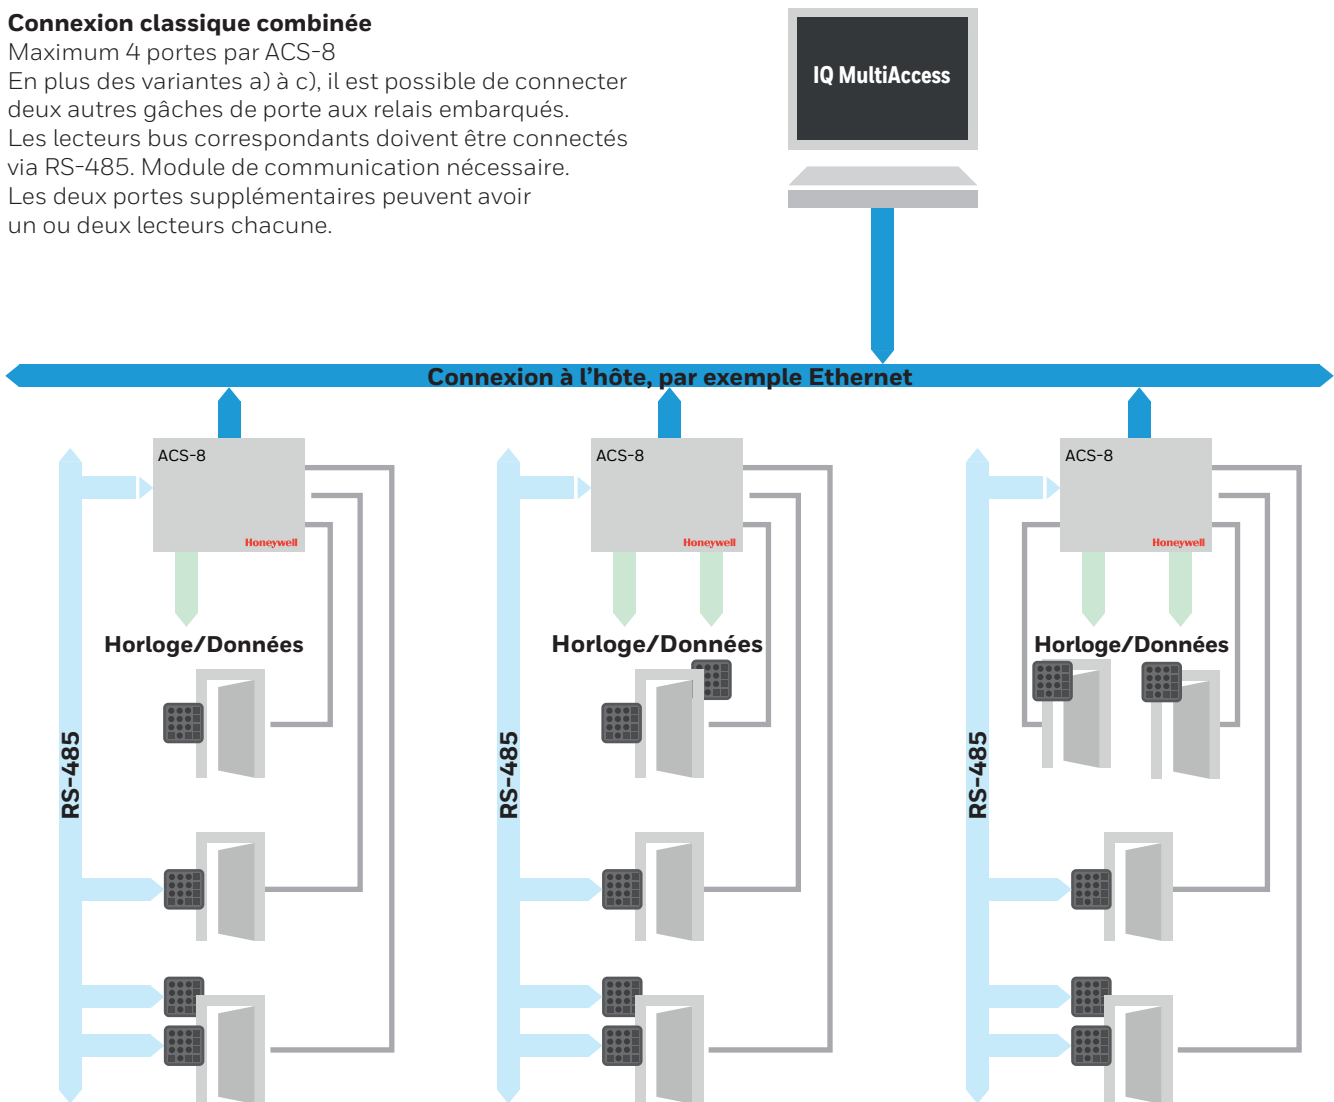 Connexion classique combinée
Maximum 4 portes par ACS-8
En plus des variantes a) à c), il est possible de connecter
deux autres gâches de porte aux relais embarqués.
Les lecteurs bus correspondants doivent être connectés
via RS-485. Module de communication nécessaire.
Les deux portes supplémentaires peuvent avoir
un ou deux lecteurs chacune.
IQ MultiAccess
Connexion à l’hôte, par exemple Ethernet
ACS-8
Honeywell
Horloge/Données
RS-485
ACS-8
Honeywell
Horloge/Données
RS-485
ACS-8
Honeywell
Horloge/Données
RS-485